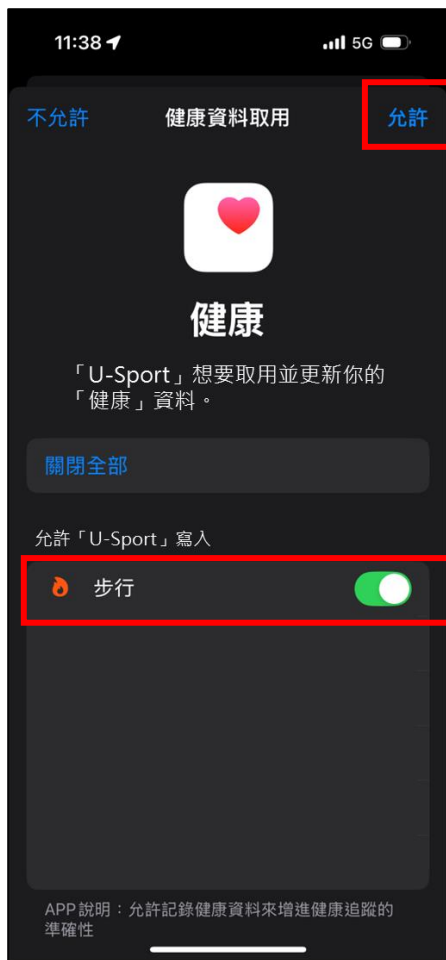 11:38
5G
不允許
健康資料取用
允許
健康
「U-Sport」想要取用並更新你的
「健康」資料。
關閉全部
允許「U-Sport」寫入
步行
APP說明：允許記錄健康資料來增進健康追蹤的
準確性